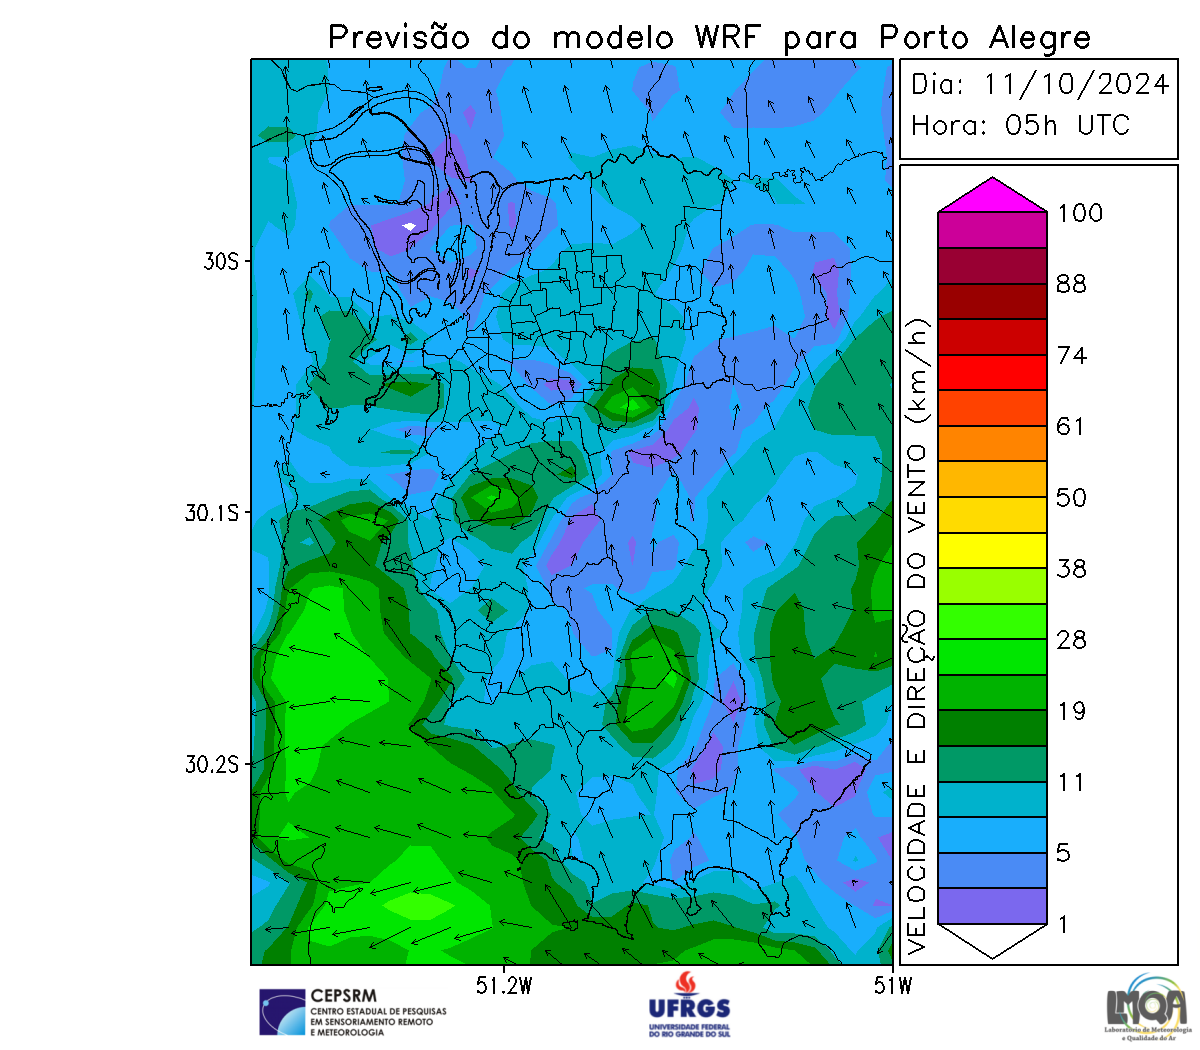 Previsão do modelo WRF para Porto Alegre
Dia: 11/10/2024
Hora: 05h UTC
30S
30.1S
30.2S
51.2W
51W
VELOCIDADE E DIREÇÃO DO VENTO (km/h)
100
88
74
61
50
38
28
19
11
5
1
CEPSRM
CENTRO ESTADUAL DE PESQUISAS
EM SENSORIAMENTO REMOTO
E METEOROLOGIA
UFRGS
UNIVERSIDADE FEDERAL
DO RIO GRANDE DO SUL
LMQA
Laboratório de Meteorologia
e Qualidade do Ar